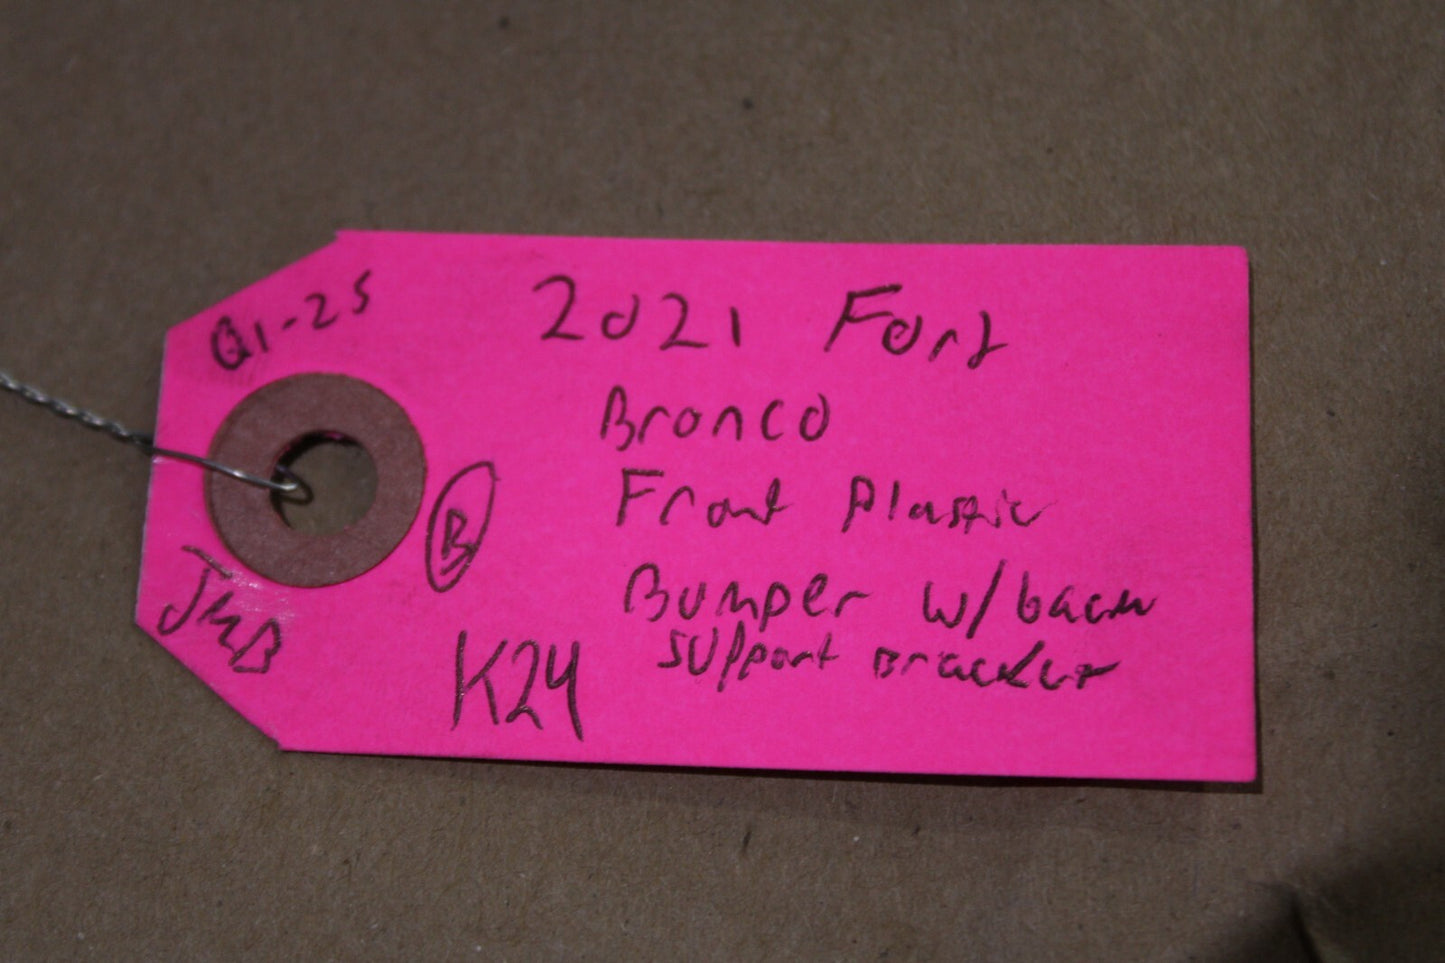 Q1-25
2021 Ford
Bronco
Front Plastic
Bumper w/back
support Bracket
B
JMB
K24